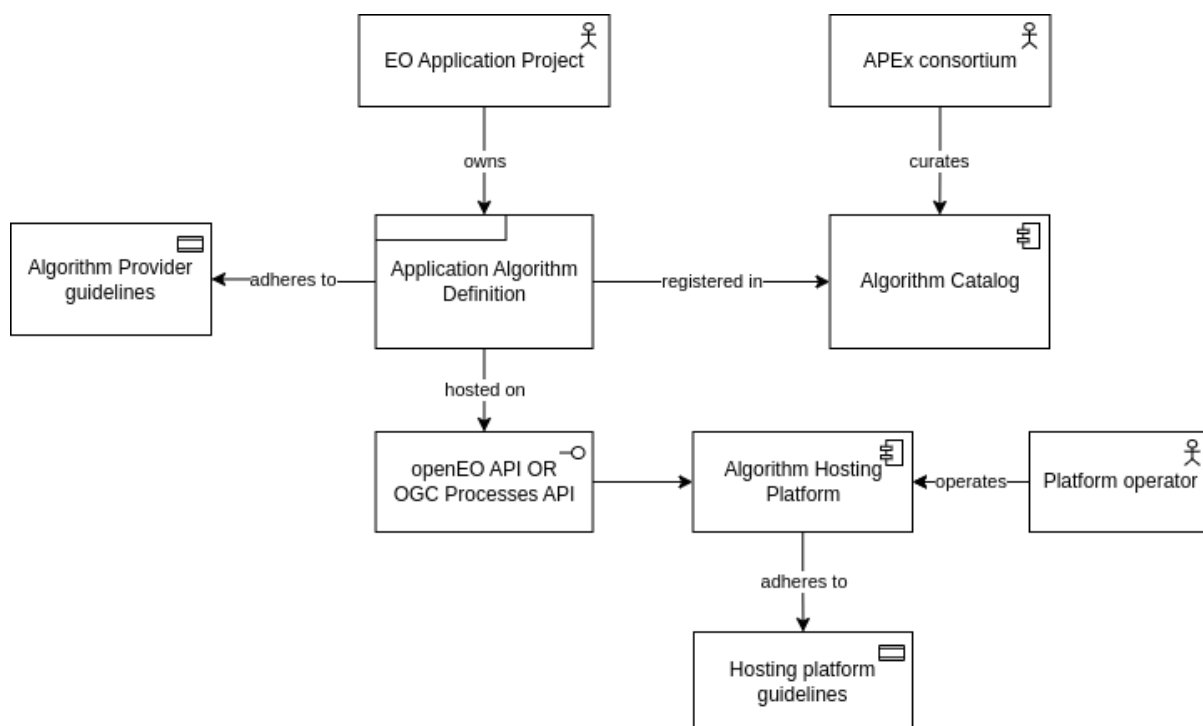 EO Application Project
APEx consortium
owns
curates
Algorithm Provider
guidelines
adheres to
Application Algorithm
Definition
registered in
Algorithm Catalog
hosted on
openEO API OR
OGC Processes API
Algorithm Hosting
Platform
operates
Platform operator
adheres to
Hosting platform
guidelines